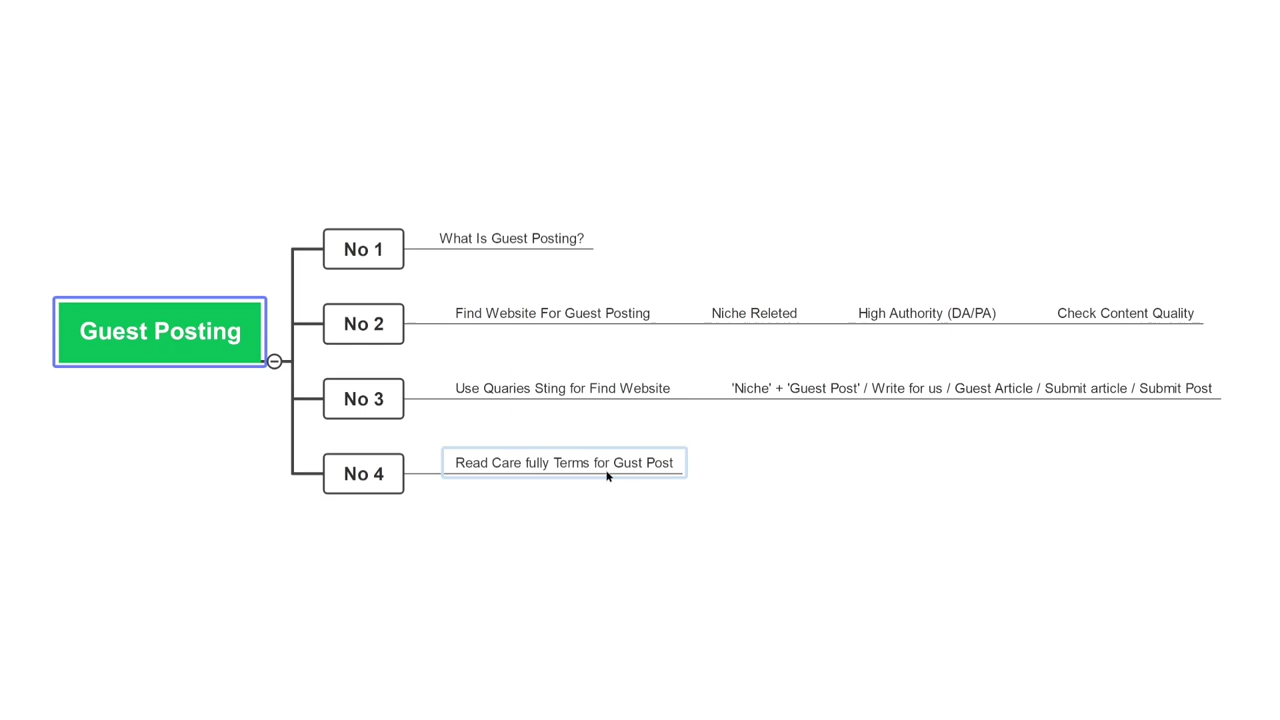 Guest Posting
No 1
What Is Guest Posting?
No 2
Find Website For Guest Posting
Niche Releted
High Authority (DA/PA)
Check Content Quality
No 3
Use Quaries Sting for Find Website
'Niche' + 'Guest Post' / Write for us / Guest Article / Submit article / Submit Post
No 4
Read Care fully Terms for Gust Post